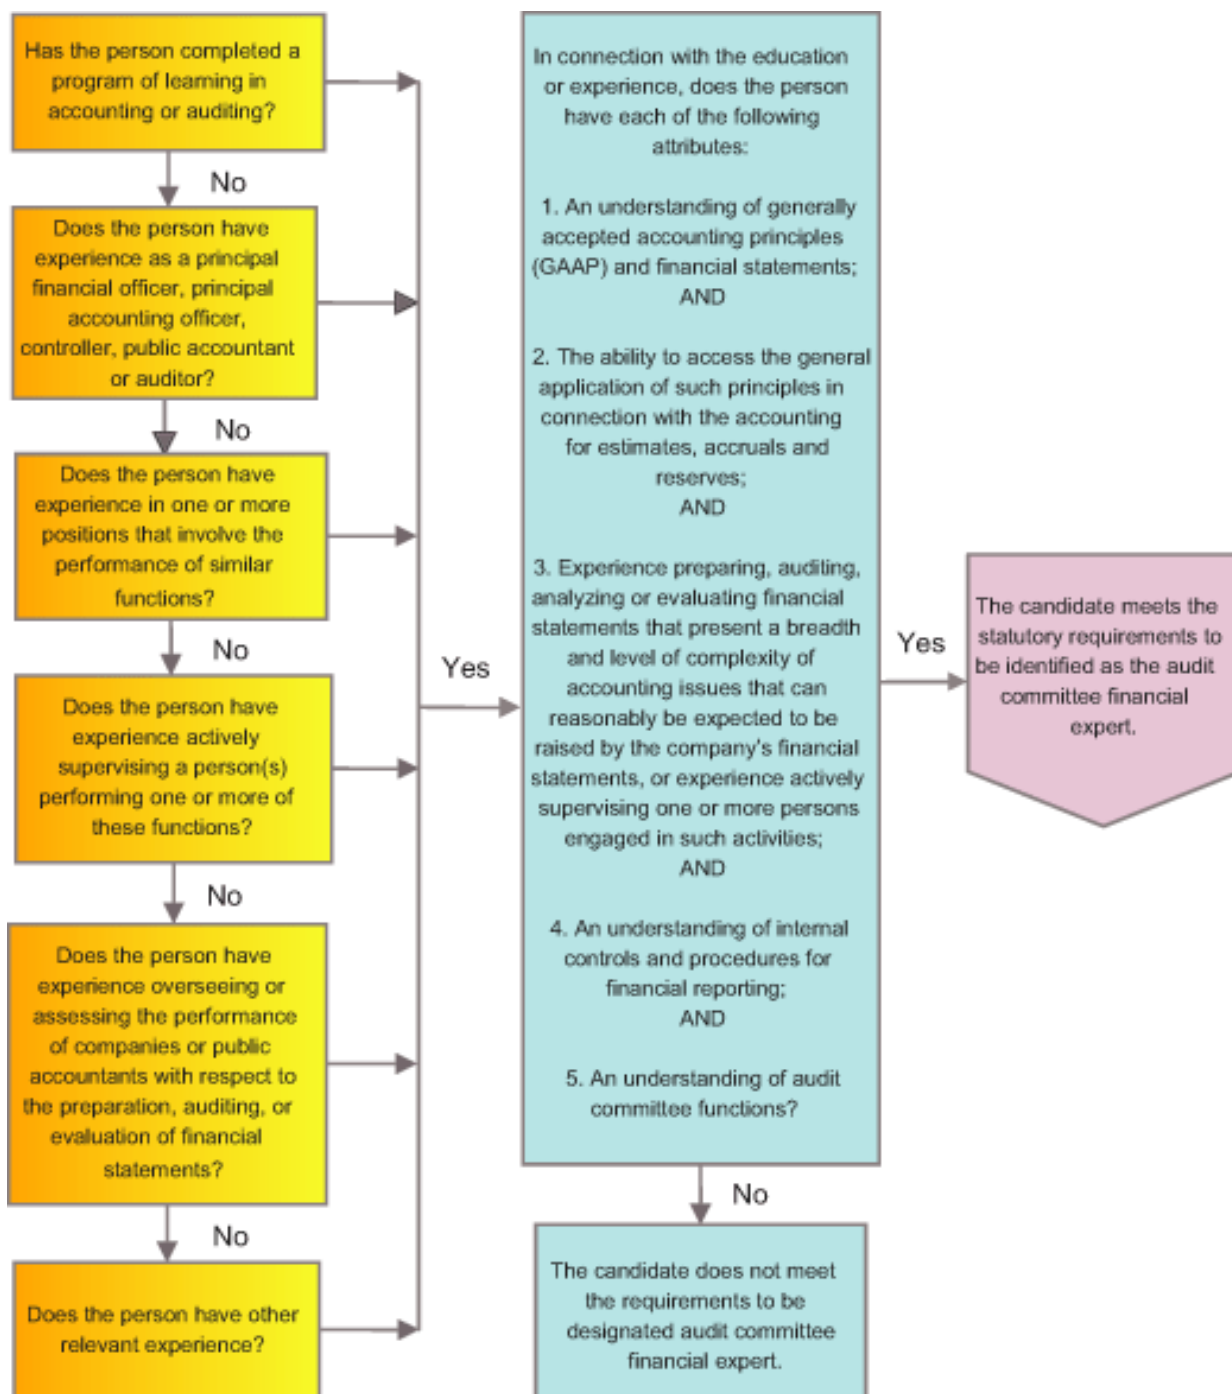 Has the person completed a
program of learning in
accounting or auditing?
No
Does the person have
experience as a principal
financial officer, principal
accounting officer,
controller, public accountant
or auditor?
No
Does the person have
experience in one or more
positions that involve the
performance of similar
functions?
No
Does the person have
experience actively
supervising a person(s)
performing one or more of
these functions?
No
Does the person have
experience overseeing or
assessing the performance
of companies or public
accountants with respect to
the preparation, auditing, or
evaluation of financial
statements?
No
Does the person have other
relevant experience?
Yes
In connection with the education
or experience, does the person
have each of the following
attributes:
1. An understanding of generally
accepted accounting principles
(GAAP) and financial statements;
AND
2. The ability to access the general
application of such principles in
connection with the accounting
for estimates, accruals and
reserves;
AND
3. Experience preparing, auditing,
analyzing or evaluating financial
statements that present a breadth
and level of complexity of
accounting issues that can
reasonably be expected to be
raised by the company's financial
statements, or experience actively
supervising one or more persons
engaged in such activities;
AND
4. An understanding of internal
controls and procedures for
financial reporting;
AND
5. An understanding of audit
committee functions?
No
The candidate does not meet
the requirements to be
designated audit committee
financial expert.
Yes
The candidate meets the
statutory requirements to
be identified as the audit
committee financial
expert.